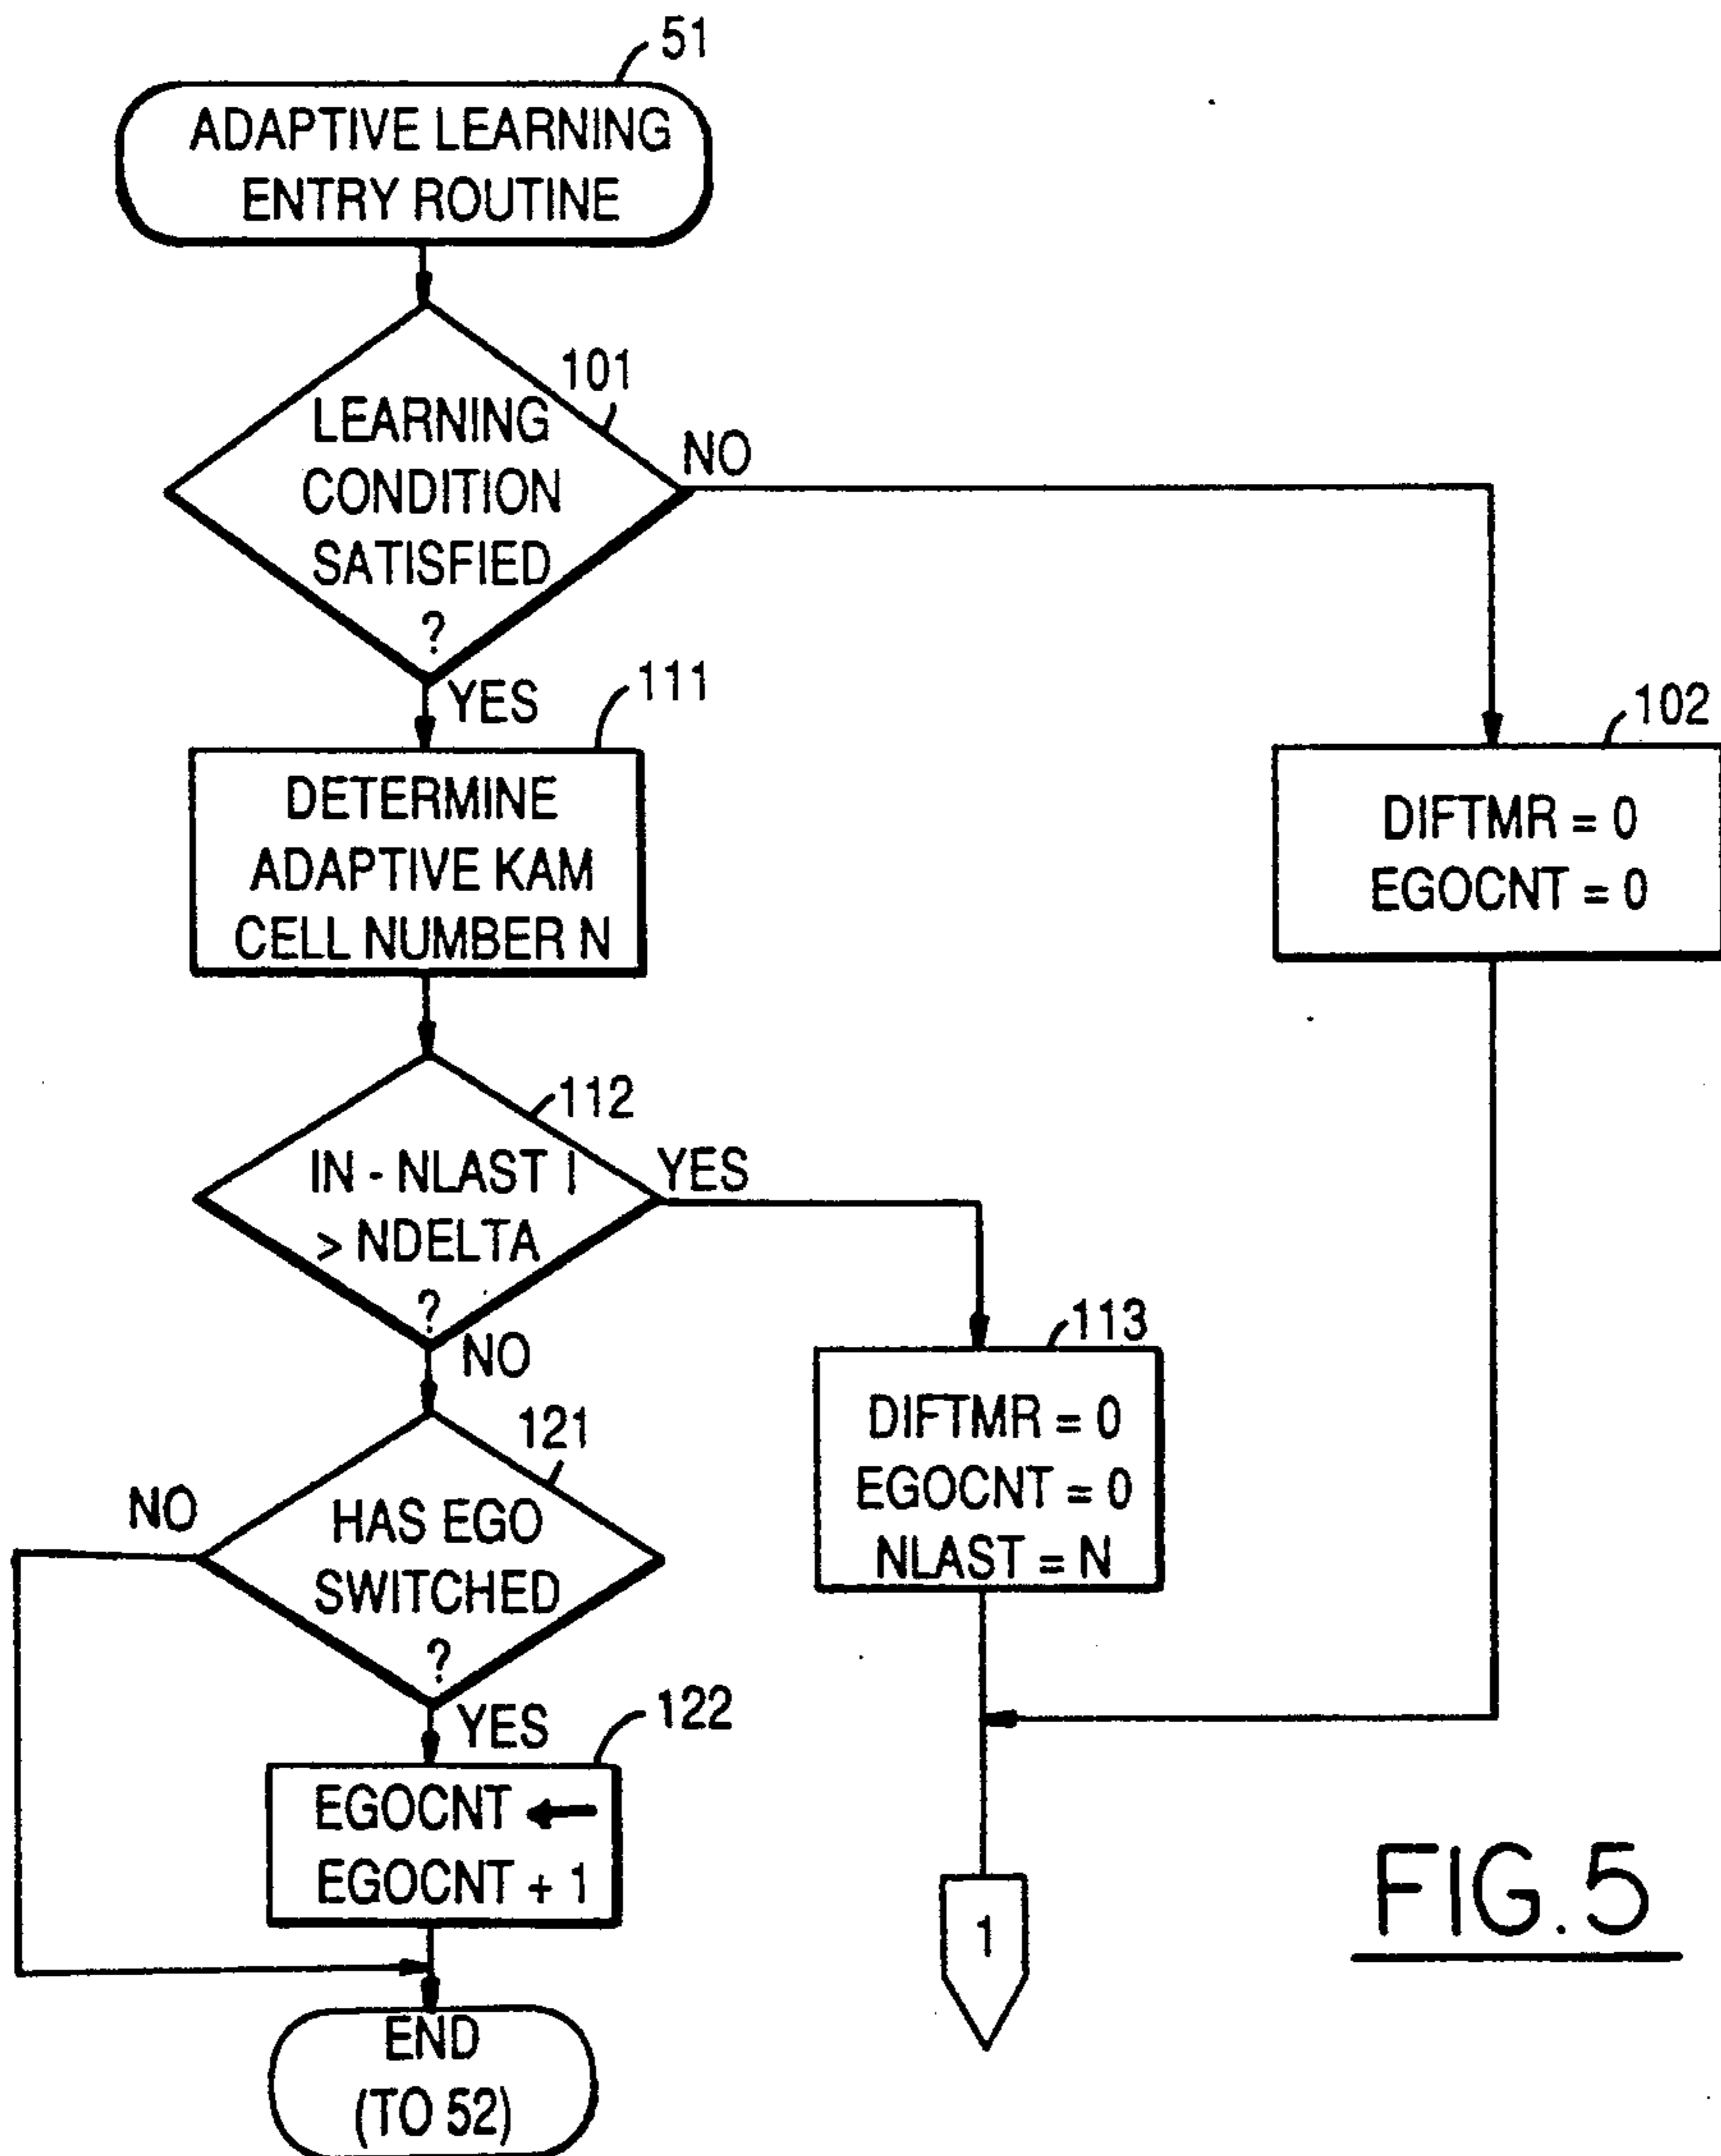 51
ADAPTIVE LEARNING
ENTRY ROUTINE
101
LEARNING
CONDITION
SATISFIED
?
NO
YES
111
DETERMINE
ADAPTIVE KAM
CELL NUMBER N
102
DIFTMR = 0
EGOCNT = 0
112
IN - NLAST I
> NDELTA
?
YES
NO
113
DIFTMR = 0
EGOCNT = 0
NLAST = N
121
HAS EGO
SWITCHED
?
NO
YES
122
EGOCNT ←
EGOCNT + 1
END
(TO 52)
1
FIG.5